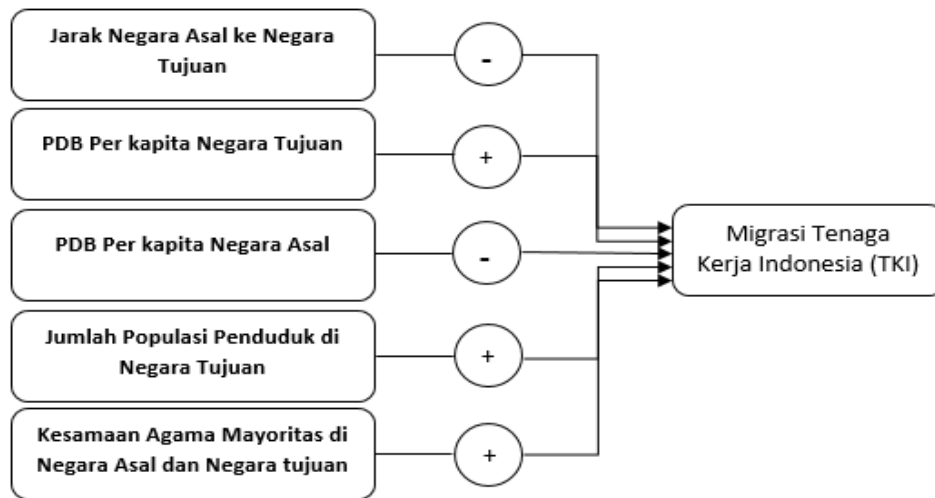 Jarak Negara Asal ke Negara
Tujuan
-
PDB Per kapita Negara Tujuan
+
PDB Per kapita Negara Asal
-
Jumlah Populasi Penduduk di
Negara Tujuan
+
Kesamaan Agama Mayoritas di
Negara Asal dan Negara tujuan
+
Migrasi Tenaga
Kerja Indonesia (TKI)